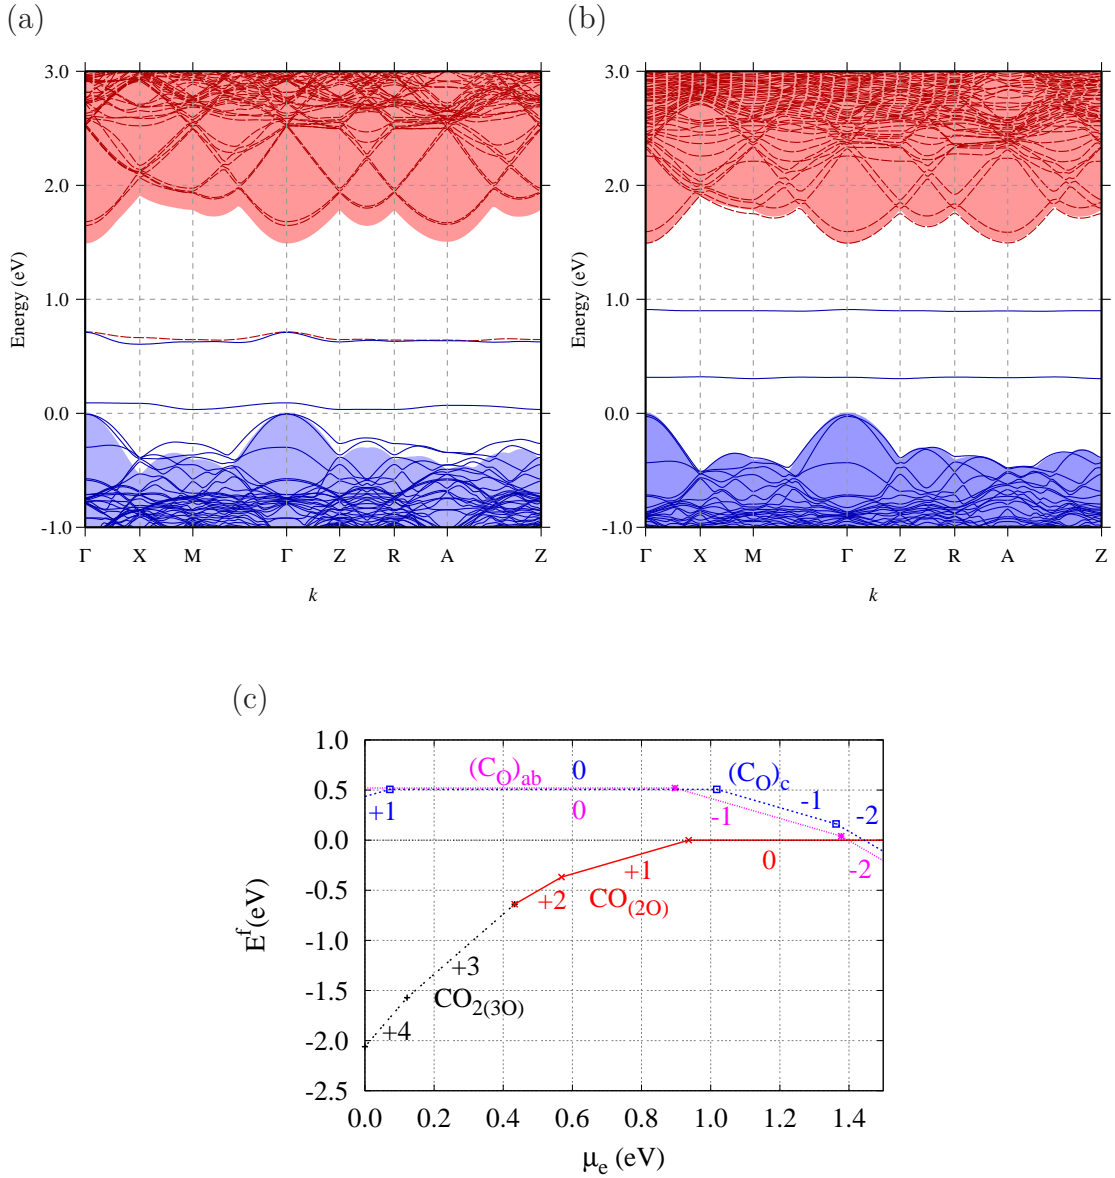 (a)
(b)
3.0
2.0
1.0
0.0
-1.0
Energy (eV)
Γ X M Γ Z R A Z
k
3.0
2.0
1.0
0.0
-1.0
Energy (eV)
Γ X M Γ Z R A Z
k
(c)
1.0
0.5
0.0
-0.5
-1.0
-1.5
-2.0
-2.5
E^f (eV)
(C_O)_ab 0 (C_O)_c
+1 0 -1 -1 -2
-2
0
+1
+2 CO_(2O)
+3
CO_2(3O)
+4
0.0 0.2 0.4 0.6 0.8 1.0 1.2 1.4
μ_e (eV)